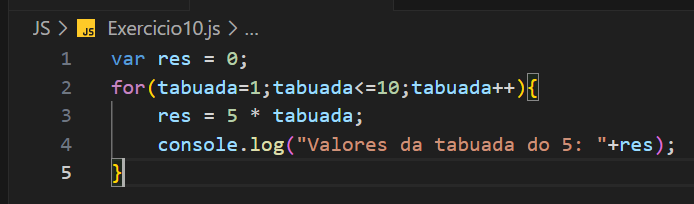 JS > JS Exercicio10.js > ...
1 var res = 0;
2 for(tabuada=1;tabuada<=10;tabuada++){
3     res = 5 * tabuada;
4     console.log("Valores da tabuada do 5: "+res);
5 }